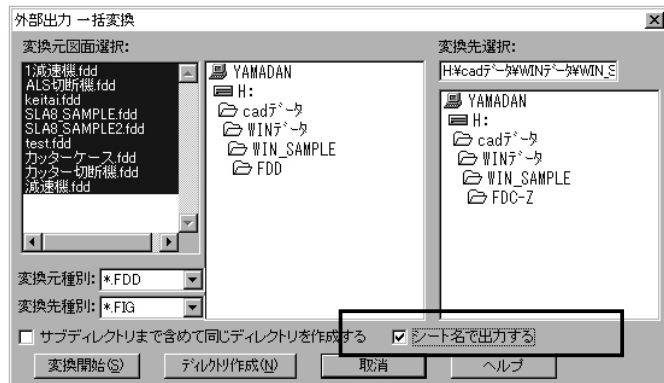 外部出力 一括変換
変換元図面選択:
1減速機.fdd
ALS切断機.fdd
keitai.fdd
SLA8_SAMPLE.fdd
SLA8_SAMPLE2.fdd
test.fdd
カッターケース.fdd
カッター切断機.fdd
減速機.fdd
YAMADAN
H:
cadﾃﾞｰﾀ
WINﾃﾞｰﾀ
WIN_SAMPLE
FDD
変換先選択:
H:¥cadﾃﾞｰﾀ¥WINﾃﾞｰﾀ¥WIN_S
YAMADAN
H:
cadﾃﾞｰﾀ
WINﾃﾞｰﾀ
WIN_SAMPLE
FDC-Z
変換元種別: *.FDD
変換先種別: *.FIG
サブディレクトリまで含めて同じディレクトリを作成する
シート名で出力する
変換開始(S)
ﾃﾞｨﾚｸﾄﾘ作成(N)
取消
ヘルプ